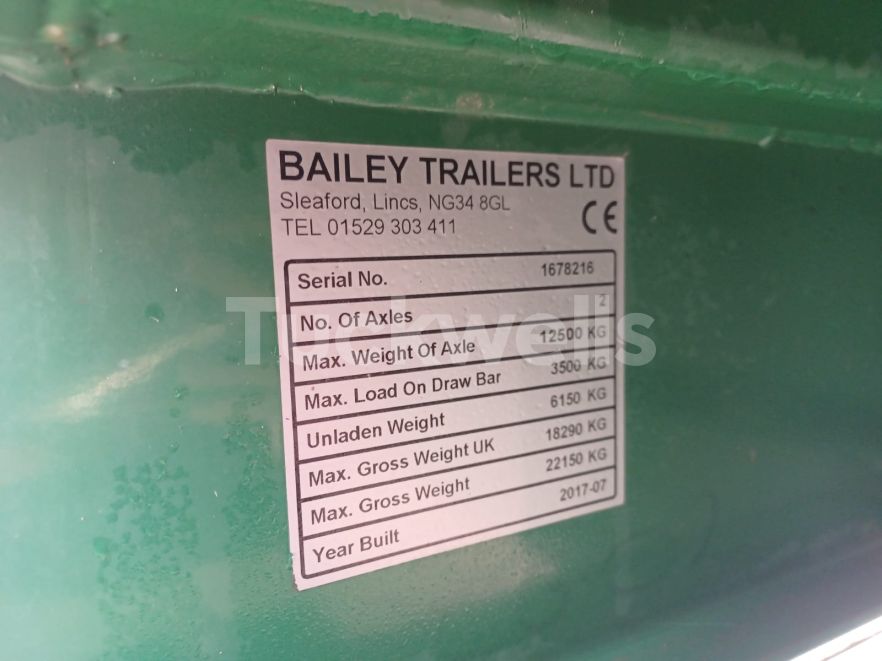 BAILEY TRAILERS LTD
Sleaford, Lincs, NG34 8GL
TEL 01529 303 411
CE
Serial No. 1678216
No. Of Axles 2
Max. Weight Of Axle 12500 KG
Max. Load On Draw Bar 3500 KG
Unladen Weight 6150 KG
Max. Gross Weight UK 18290 KG
Max. Gross Weight 22150 KG
Year Built 2017-07
Tuckwells